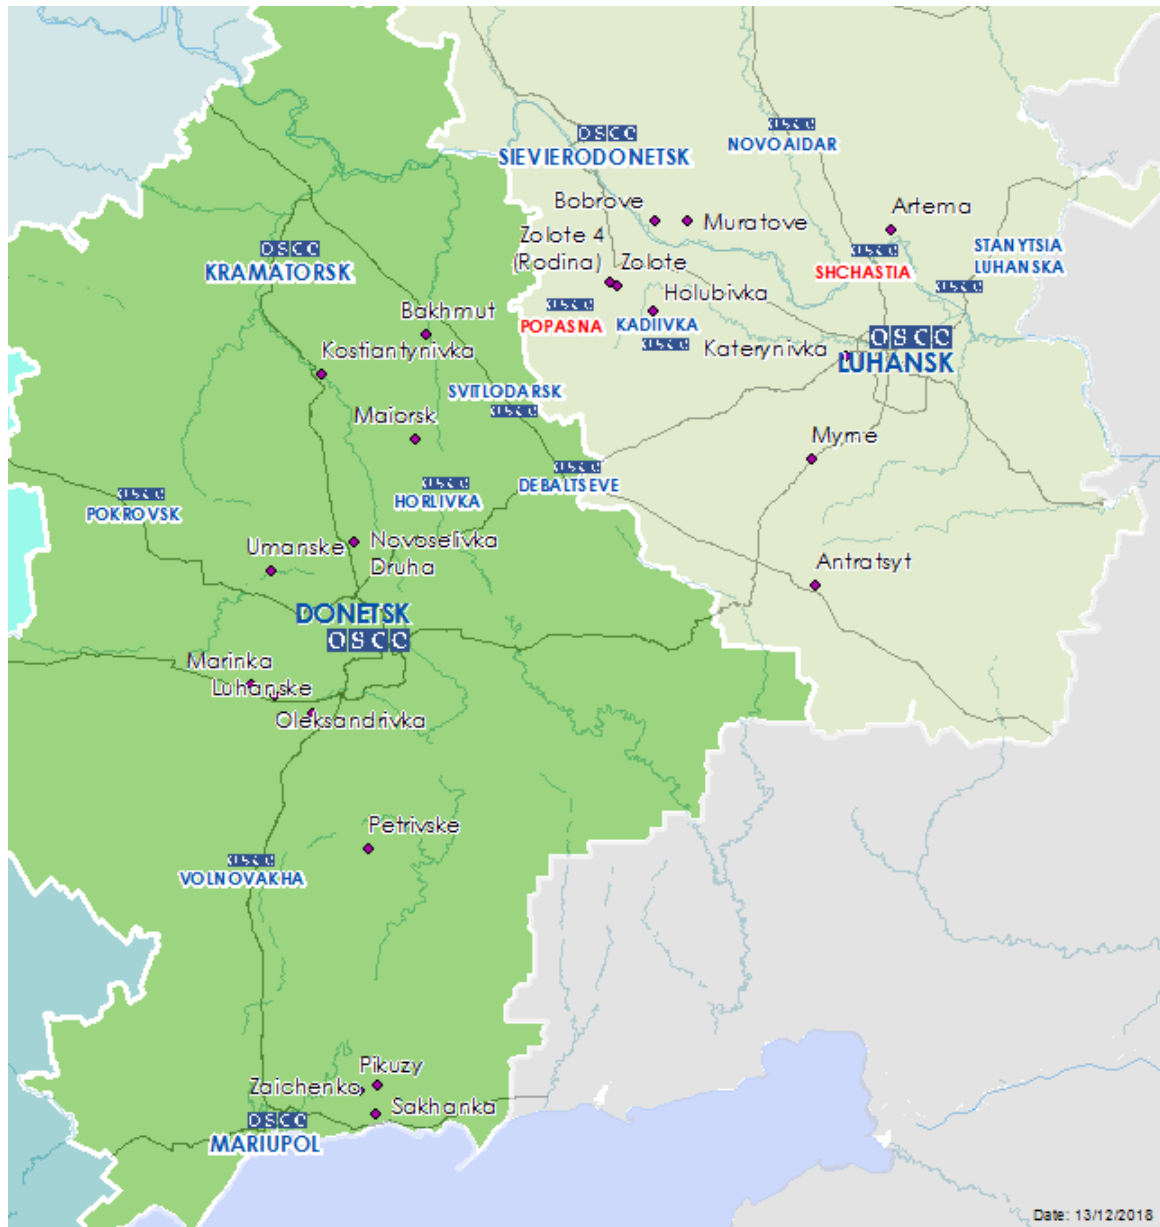 OSCE
NOVOAIDAR
OSCE
SIEVIERODONETSK
Bobrove
Muratove
Artema
Zolote 4
(Rodina)
Zolote
OSCE
SHCHASTIA
STANYTSIA
LUHANSKA
OSCE
OSCE
KRAMATORSK
Holubivka
OSCE
POPASNA
KADIIVKA
OSCE
Bakhmut
Kostiantynivka
Katerynivka
OSCE
LUHANSK
SVITLODARSK
OSCE
Maiorsk
Myrne
OSCE
DEBALTSEVE
OSCE
HORLIVKA
OSCE
POKROVSK
Umanske
Novoselivka
Druha
Antratsyt
DONETSK
OSCE
Marinka
Luhanske
Oleksandrivka
Petrivske
OSCE
VOLNOVAKHA
Pikuzy
Zaichenko
Sakhanka
OSCE
MARIUPOL
Date: 13/12/2018